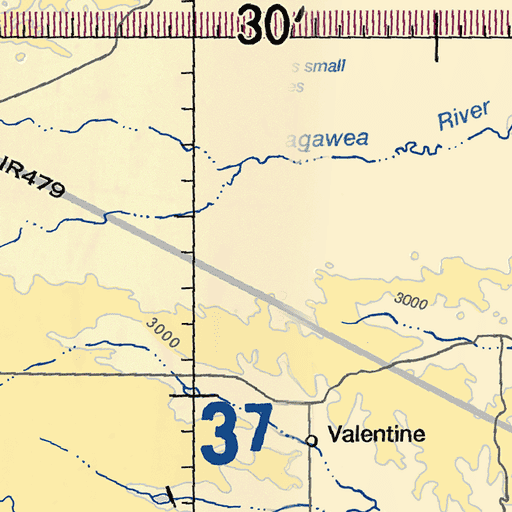 30'
s small
es
agawea River
IR479
3000
3000
37
Valentine